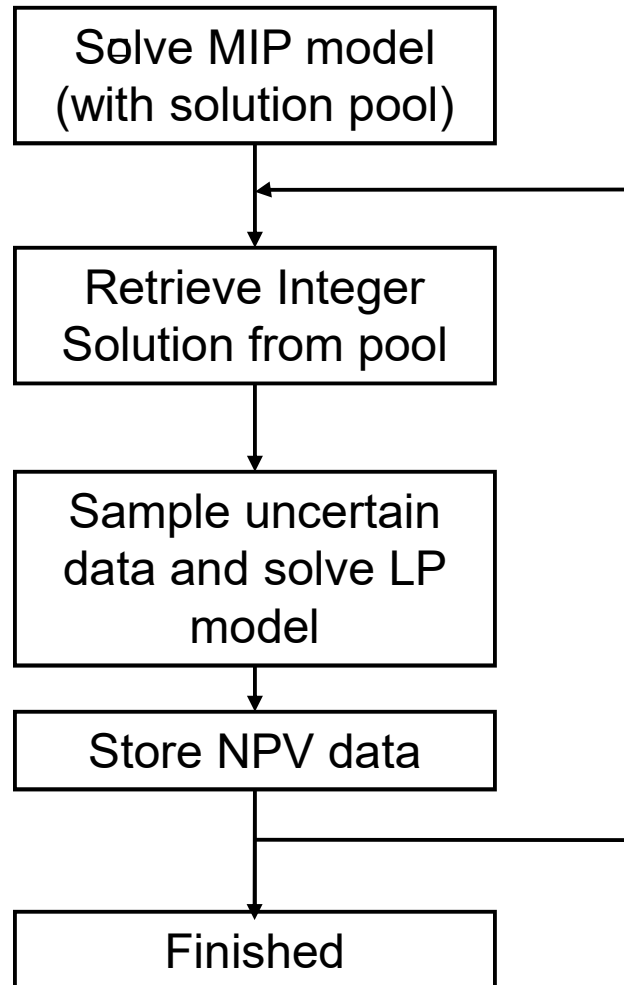 Solve MIP model
(with solution pool)
Retrieve Integer
Solution from pool
Sample uncertain
data and solve LP
model
Store NPV data
Finished